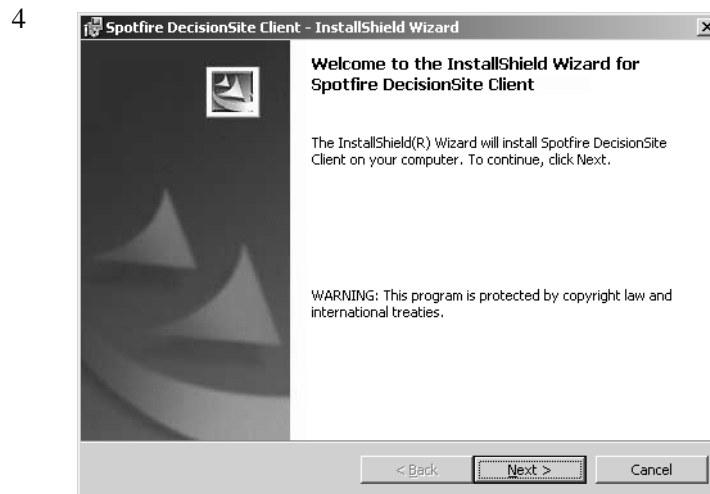 4
Spotfire DecisionSite Client - InstallShield Wizard
Welcome to the InstallShield Wizard for
Spotfire DecisionSite Client
The InstallShield(R) Wizard will install Spotfire DecisionSite
Client on your computer. To continue, click Next.
WARNING: This program is protected by copyright law and
international treaties.
< Back Next > Cancel